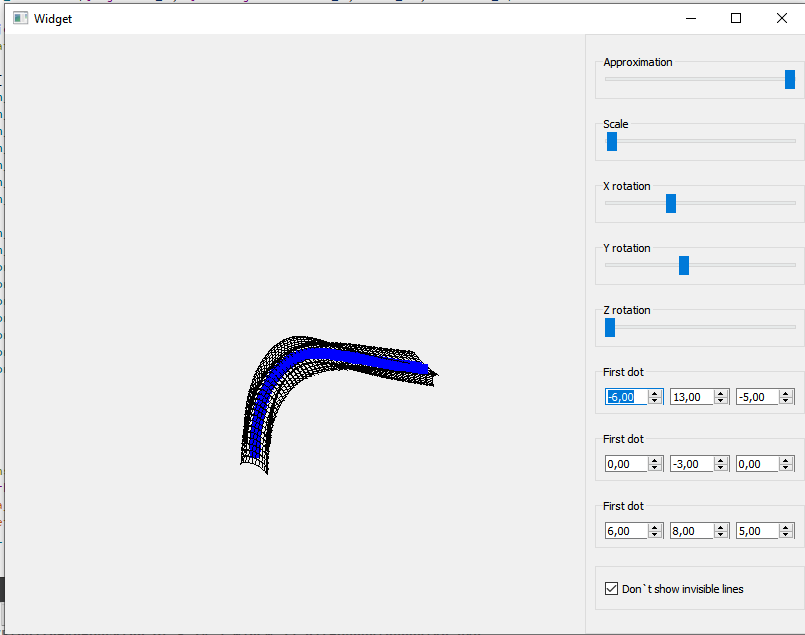 Widget
Approximation
Scale
X rotation
Y rotation
Z rotation
First dot
-6,00 13,00 -5,00
First dot
0,00 -3,00 0,00
First dot
6,00 8,00 5,00
Don`t show invisible lines